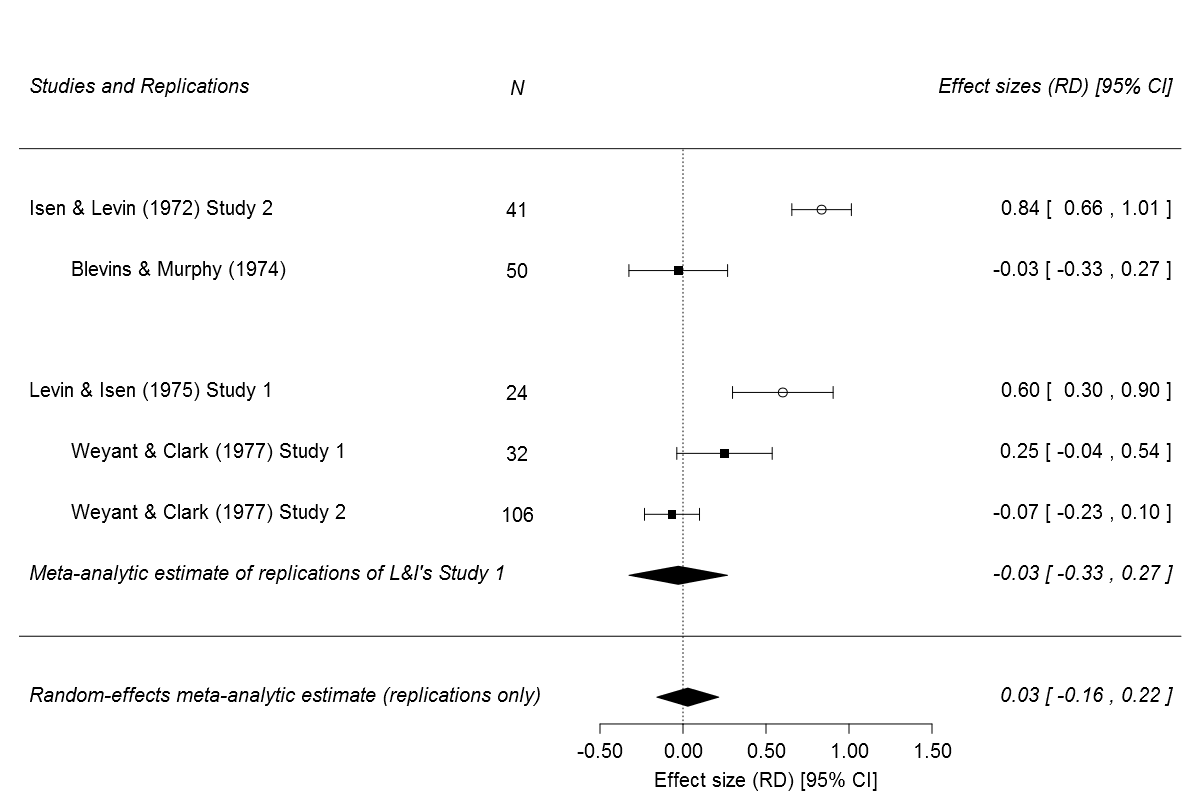 Studies and Replications N Effect sizes (RD) [95% CI]
Isen & Levin (1972) Study 2 41 0.84 [ 0.66 , 1.01 ]
Blevins & Murphy (1974) 50 -0.03 [ -0.33 , 0.27 ]
Levin & Isen (1975) Study 1 24 0.60 [ 0.30 , 0.90 ]
Weyant & Clark (1977) Study 1 32 0.25 [ -0.04 , 0.54 ]
Weyant & Clark (1977) Study 2 106 -0.07 [ -0.23 , 0.10 ]
Meta-analytic estimate of replications of L&I's Study 1 -0.03 [ -0.33 , 0.27 ]
Random-effects meta-analytic estimate (replications only) 0.03 [ -0.16 , 0.22 ]
-0.50 0.00 0.50 1.00 1.50
Effect size (RD) [95% CI]